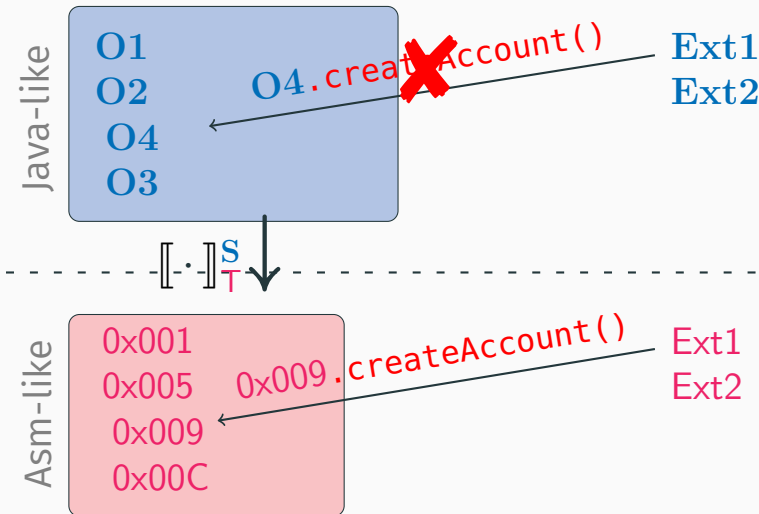 Java-like
O1
O2
O4
O3
O4.createAccount()
Ext1
Ext2
⟦·⟧S
T
Asm-like
0x001
0x005
0x009
0x00C
0x009.createAccount()
Ext1
Ext2